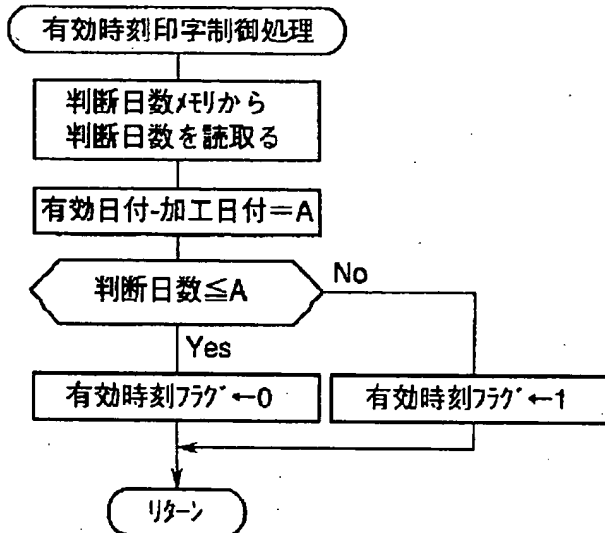 有効時刻印字制御処理
判断日数ﾒﾓﾘから
判断日数を読取る
有効日付-加工日付＝A
判断日数≦A
No
Yes
有効時刻ﾌﾗｸﾞ←0
有効時刻ﾌﾗｸﾞ←1
ﾘﾀｰﾝ